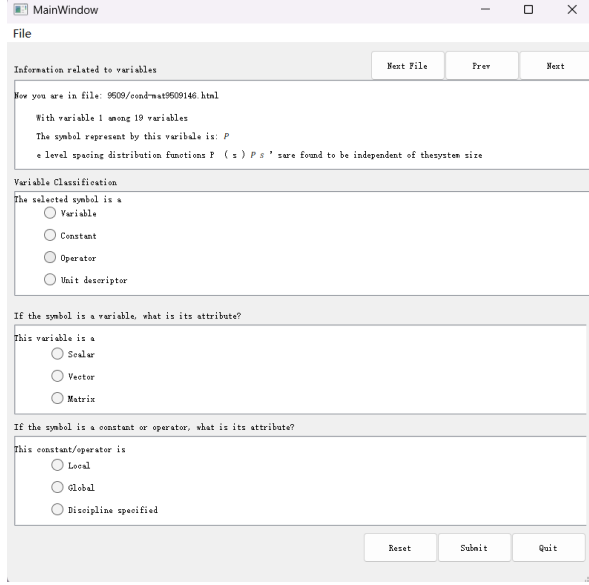 MainWindow
File
Information related to variables
Next File
Prev
Next
Now you are in file: 9509/cond-mat9509146.html
With variable 1 among 19 variables
The symbol represent by this varibale is: P
e level spacing distribution functions P ( s ) P s ' sare found to be independent of thesystem size
Variable Classification
The selected symbol is a
Variable
Constant
Operator
Unit descriptor
If the symbol is a variable, what is its attribute?
This variable is a
Scalar
Vector
Matrix
If the symbol is a constant or operator, what is its attribute?
This constant/operator is
Local
Global
Discipline specified
Reset
Submit
Quit